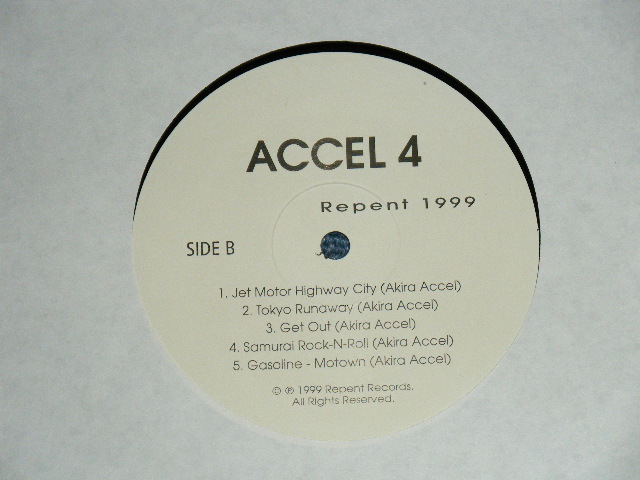 ACCEL 4
Repent 1999
SIDE B
1. Jet Motor Highway City (Akira Accel)
2. Tokyo Runaway (Akira Accel)
3. Get Out (Akira Accel)
4. Samurai Rock-N-Roll (Akira Accel)
5. Gasoline - Motown (Akira Accel)
© ℗ 1999 Repent Records.
All Rights Reserved.